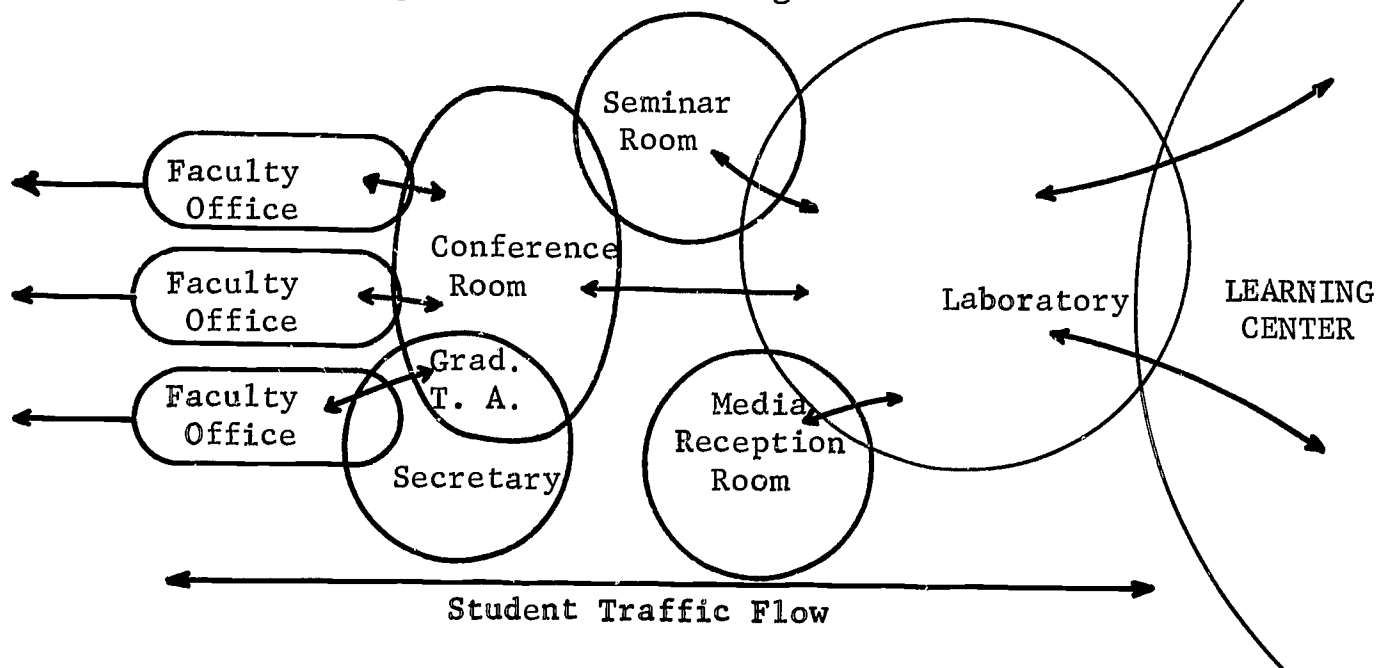 Seminar
Room
Faculty
Office
Conference
Room
Faculty
Office
Laboratory
LEARNING
CENTER
Grad.
T. A.
Faculty
Office
Media
Reception
Room
Secretary
Student Traffic Flow